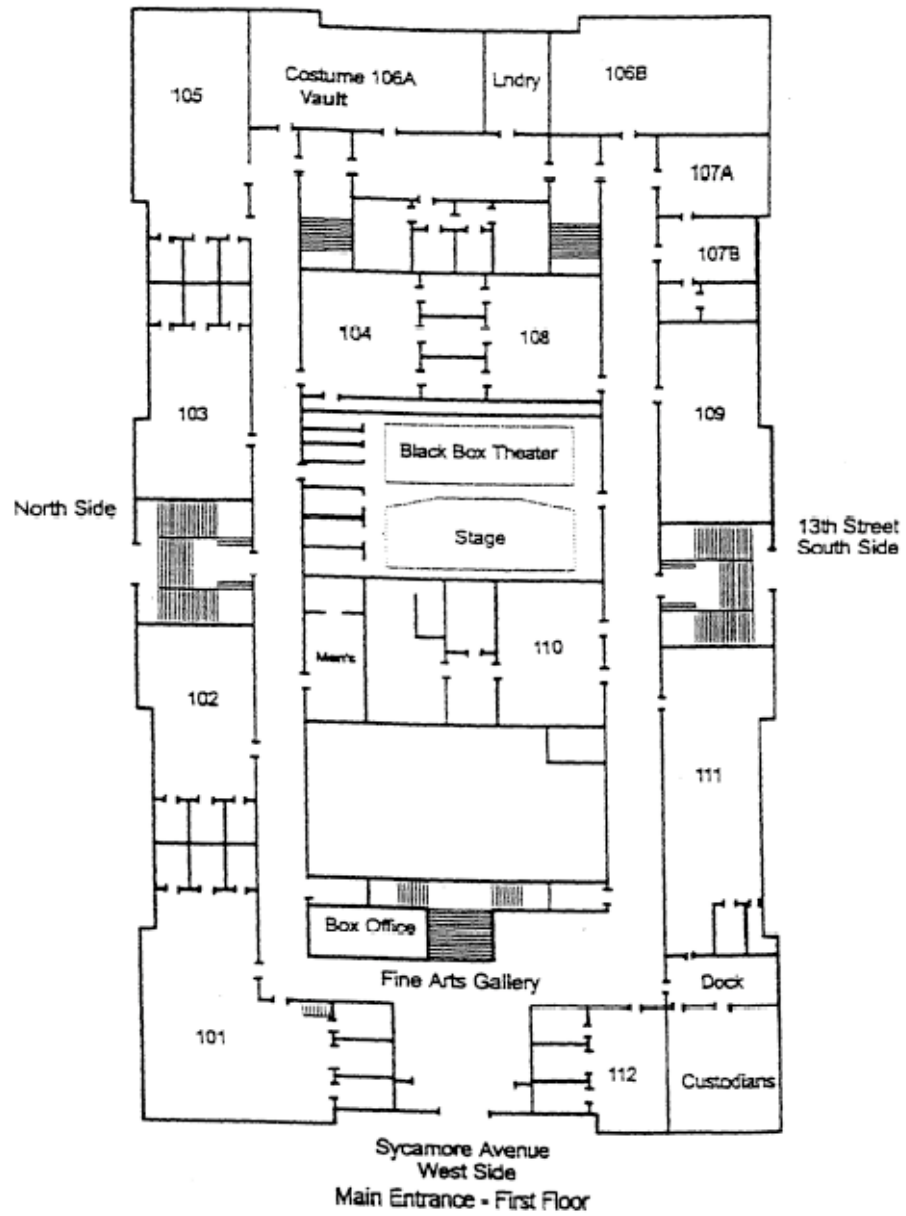 Costume 106A
Vault
Lndry
106B
105
107A
107B
104
108
103
109
Black Box Theater
North Side
Stage
13th Street
South Side
Men's
110
102
111
Box Office
Fine Arts Gallery
Dock
101
112
Custodians
Sycamore Avenue
West Side
Main Entrance - First Floor